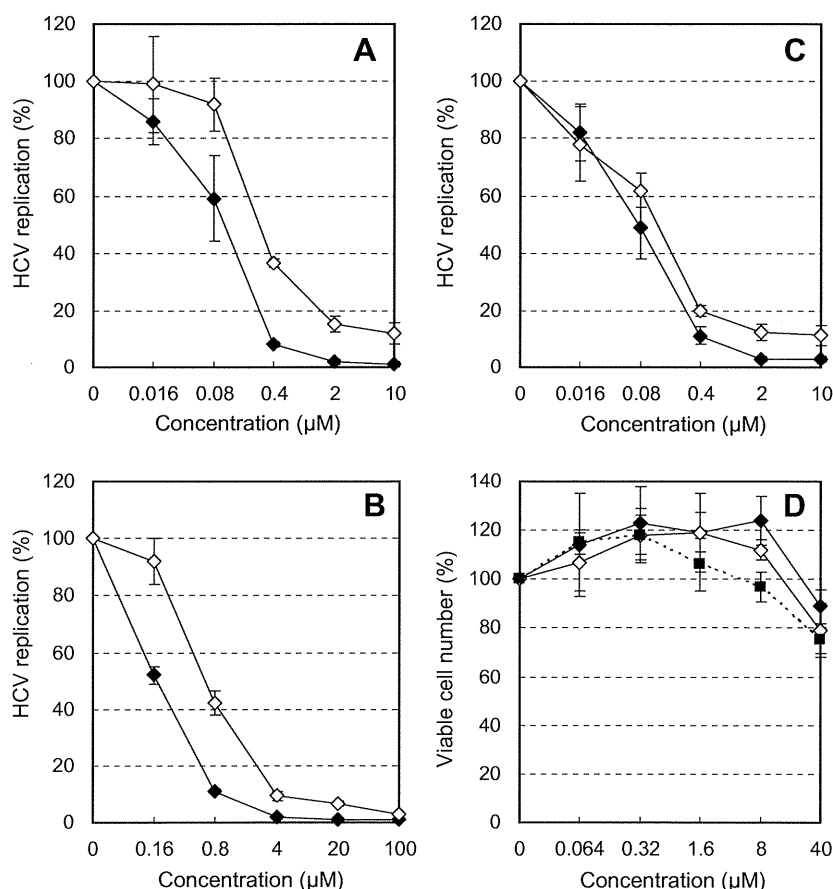 A
HCV replication (%)
120
100
80
60
40
20
0
0 0.016 0.08 0.4 2 10
Concentration (µM)
C
HCV replication (%)
120
100
80
60
40
20
0
0 0.016 0.08 0.4 2 10
Concentration (µM)
B
HCV replication (%)
120
100
80
60
40
20
0
0 0.16 0.8 4 20 100
Concentration (µM)
D
Viable cell number (%)
140
120
100
80
60
40
20
0
0 0.064 0.32 1.6 8 40
Concentration (µM)